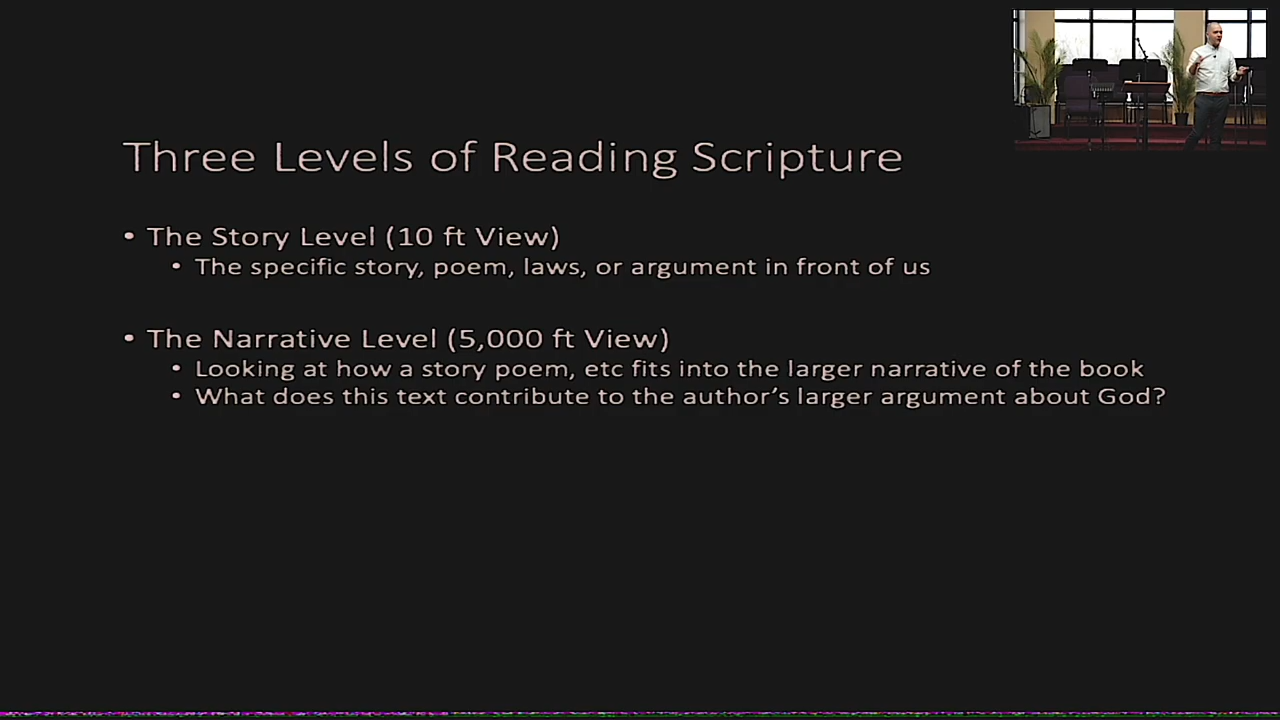 Three Levels of Reading Scripture
• The Story Level (10 ft View)
• The specific story, poem, laws, or argument in front of us
• The Narrative Level (5,000 ft View)
• Looking at how a story poem, etc fits into the larger narrative of the book
• What does this text contribute to the author’s larger argument about God?